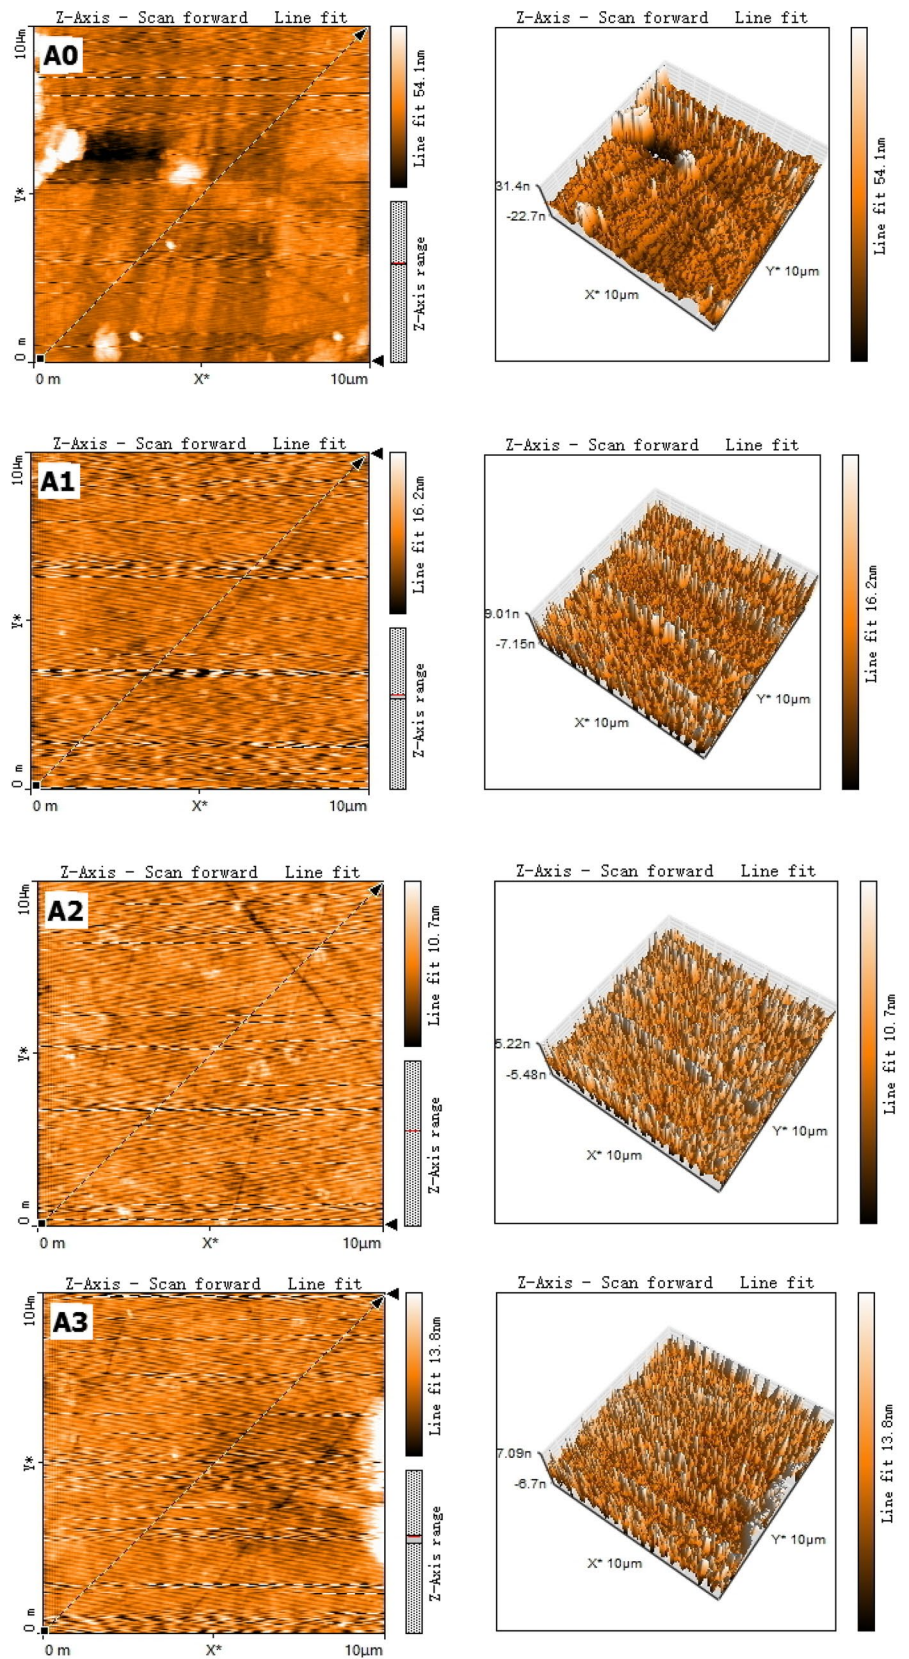 Z-Axis - Scan forward Line fit
A0
10µm
Y*
0 m
0 m X* 10µm
Line fit 54.1nm
Z-Axis range
Z-Axis - Scan forward Line fit
31.4n
-22.7n
X* 10µm
Y* 10µm
Line fit 54.1nm
Z-Axis - Scan forward Line fit
A1
10µm
Y*
0 m
0 m X* 10µm
Line fit 16.2nm
Z-Axis range
Z-Axis - Scan forward Line fit
9.01n
-7.15n
X* 10µm
Y* 10µm
Line fit 16.2nm
Z-Axis - Scan forward Line fit
A2
10µm
Y*
0 m
0 m X* 10µm
Line fit 10.7nm
Z-Axis range
Z-Axis - Scan forward Line fit
5.22n
-5.48n
X* 10µm
Y* 10µm
Line fit 10.7nm
Z-Axis - Scan forward Line fit
A3
10µm
Y*
0 m
0 m X* 10µm
Line fit 13.8nm
Z-Axis range
Z-Axis - Scan forward Line fit
7.09n
-6.7n
X* 10µm
Y* 10µm
Line fit 13.8nm